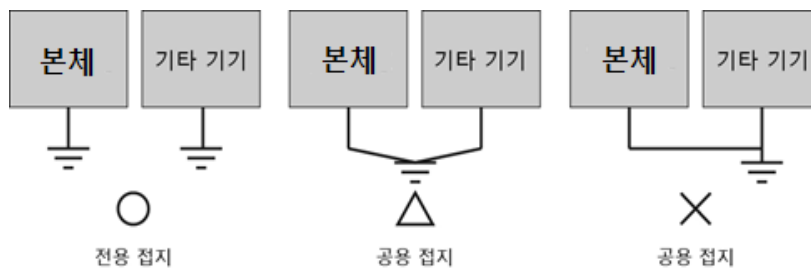 본체 기타 기기 본체 기타 기기 본체 기타 기기
전용 접지 공용 접지 공용 접지